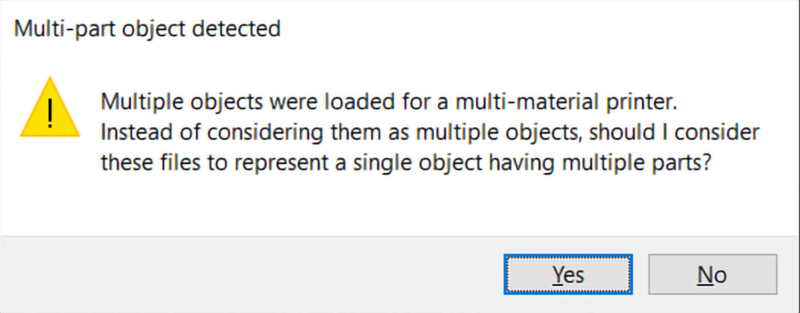 Multi-part object detected
Multiple objects were loaded for a multi-material printer.
Instead of considering them as multiple objects, should I consider
these files to represent a single object having multiple parts?
Yes
No